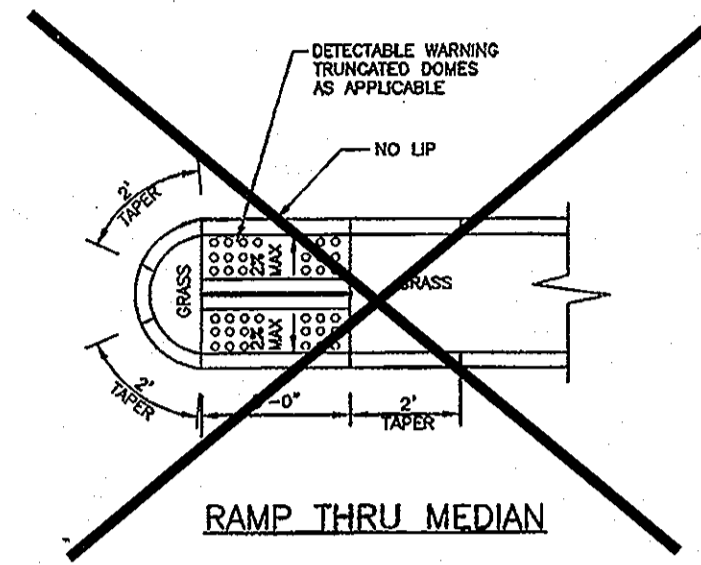 DETECTABLE WARNING
TRUNCATED DOMES
AS APPLICABLE
NO LIP
2'
TAPER
GRASS
2%
MAX
GRASS
2%
MAX
2'
TAPER
-0"
2'
TAPER
RAMP THRU MEDIAN